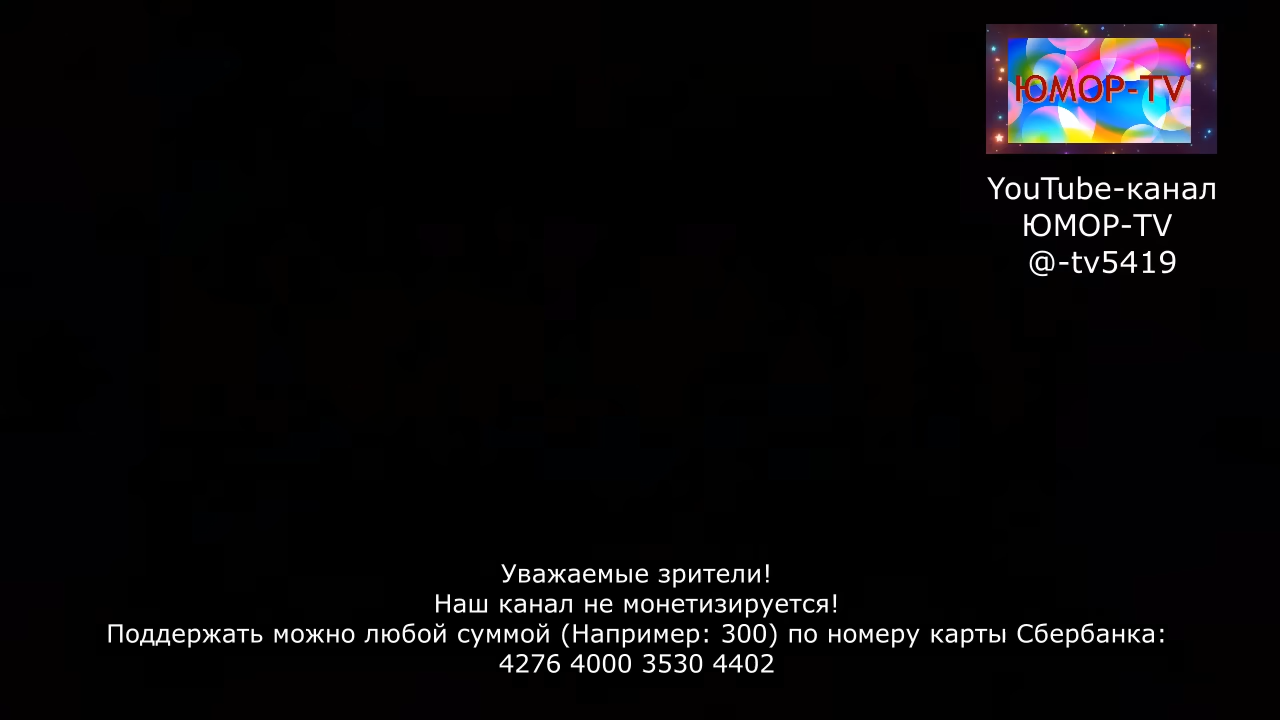 ЮМОР-TV
YouTube-канал
ЮМОР-TV
@-tv5419
Уважаемые зрители!
Наш канал не монетизируется!
Поддержать можно любой суммой (Например: 300) по номеру карты Сбербанка:
4276 4000 3530 4402